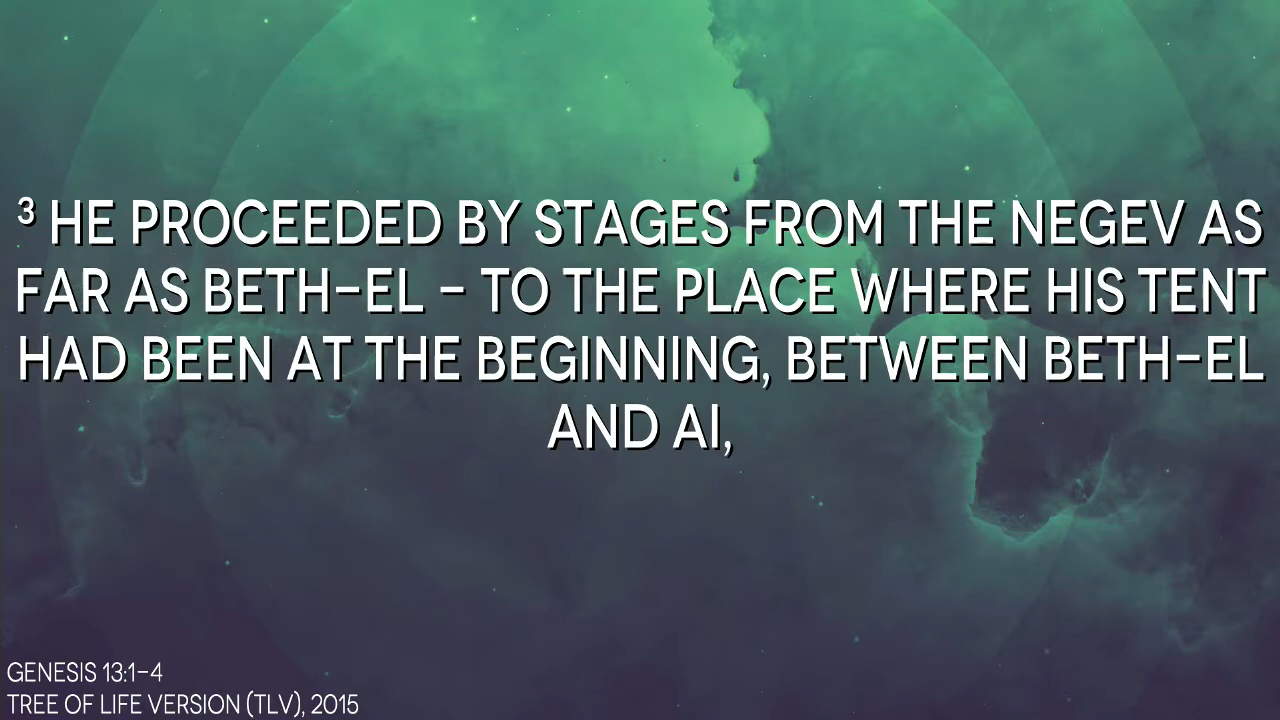 ³ HE PROCEEDED BY STAGES FROM THE NEGEV AS
FAR AS BETH-EL - TO THE PLACE WHERE HIS TENT
HAD BEEN AT THE BEGINNING, BETWEEN BETH-EL
AND AI,
GENESIS 13:1-4
TREE OF LIFE VERSION (TLV), 2015